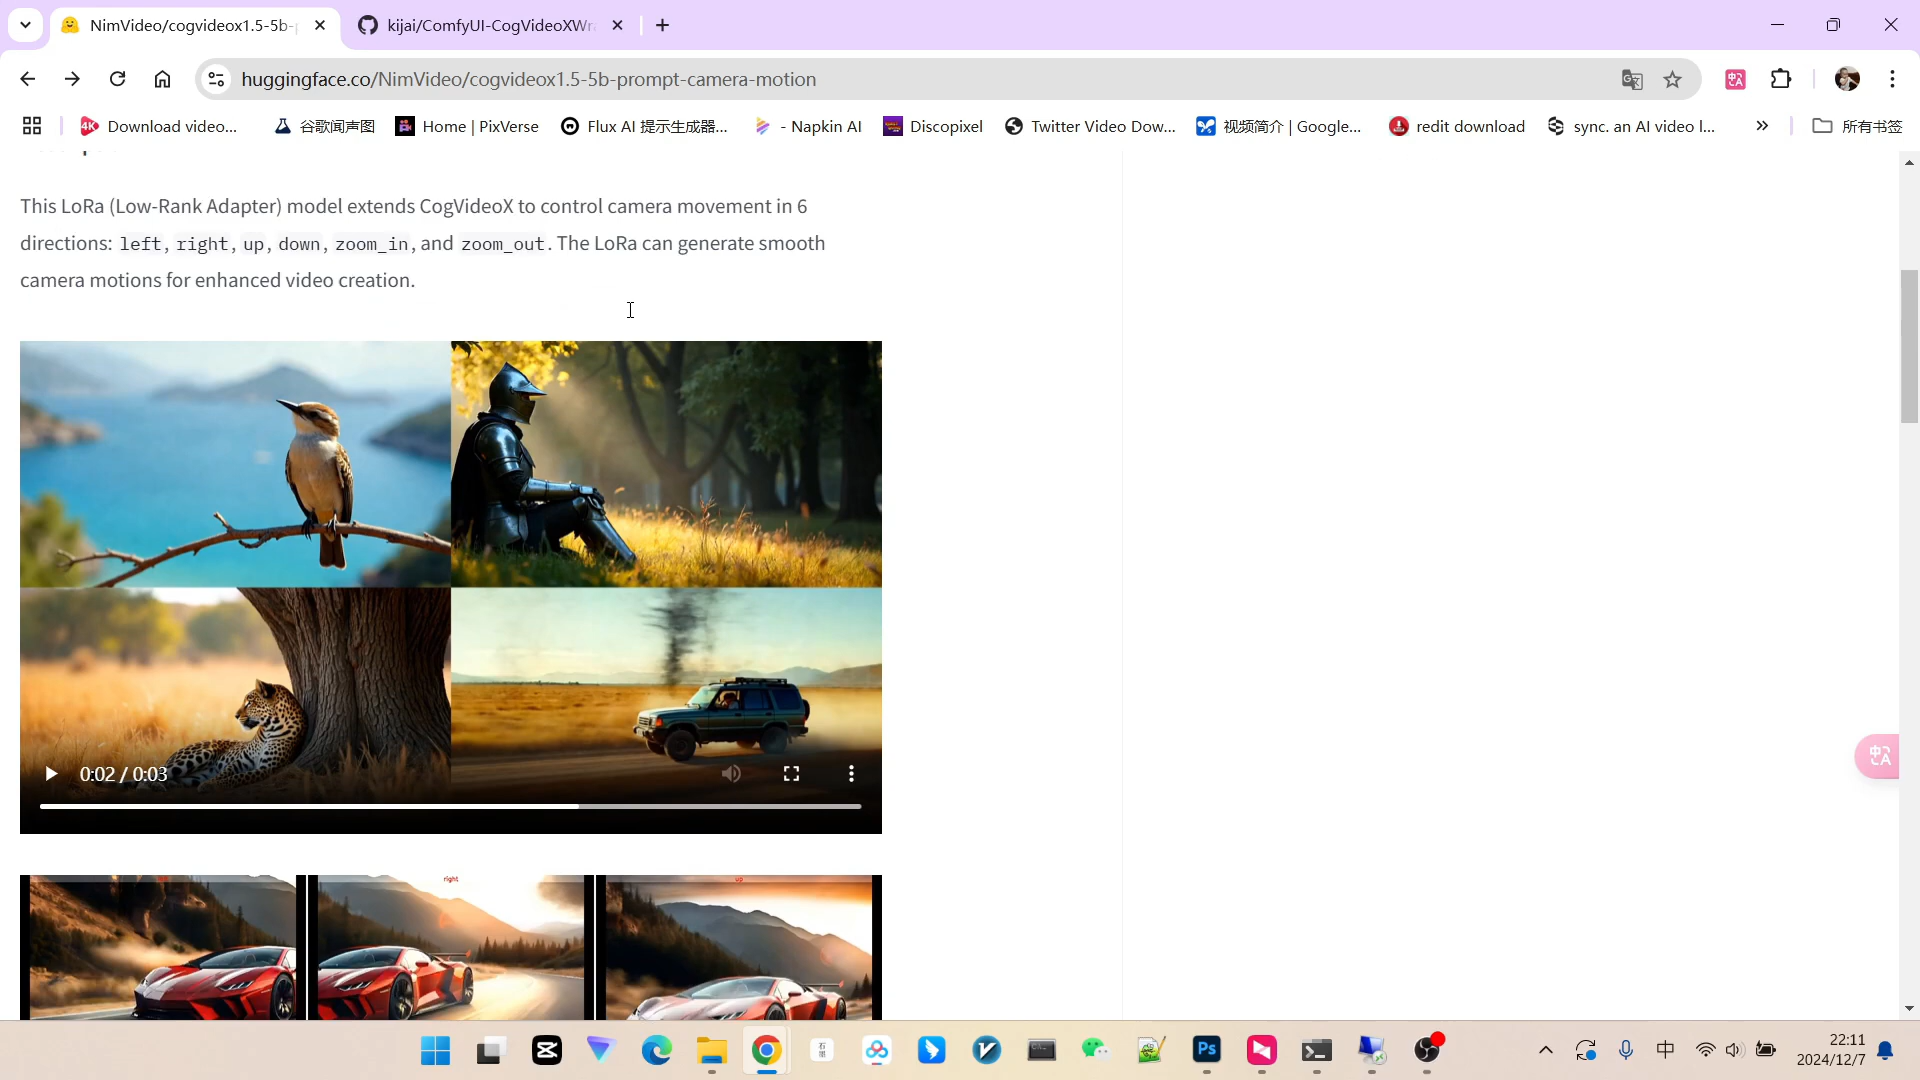 NimVideo/cogvideox1.5-5b-p
kijai/ComfyUI-CogVideoXWr
huggingface.co/NimVideo/cogvideox1.5-5b-prompt-camera-motion
Download video...
谷歌闻声图
Home | PixVerse
Flux AI 提示生成器...
- Napkin AI
Discopixel
Twitter Video Dow...
视频简介 | Google...
redit download
sync. an AI video l...
所有书签
This LoRa (Low-Rank Adapter) model extends CogVideoX to control camera movement in 6
directions: left, right, up, down, zoom_in, and zoom_out. The LoRa can generate smooth
camera motions for enhanced video creation.
0:02 / 0:03
right
up
中
22:11
2024/12/7